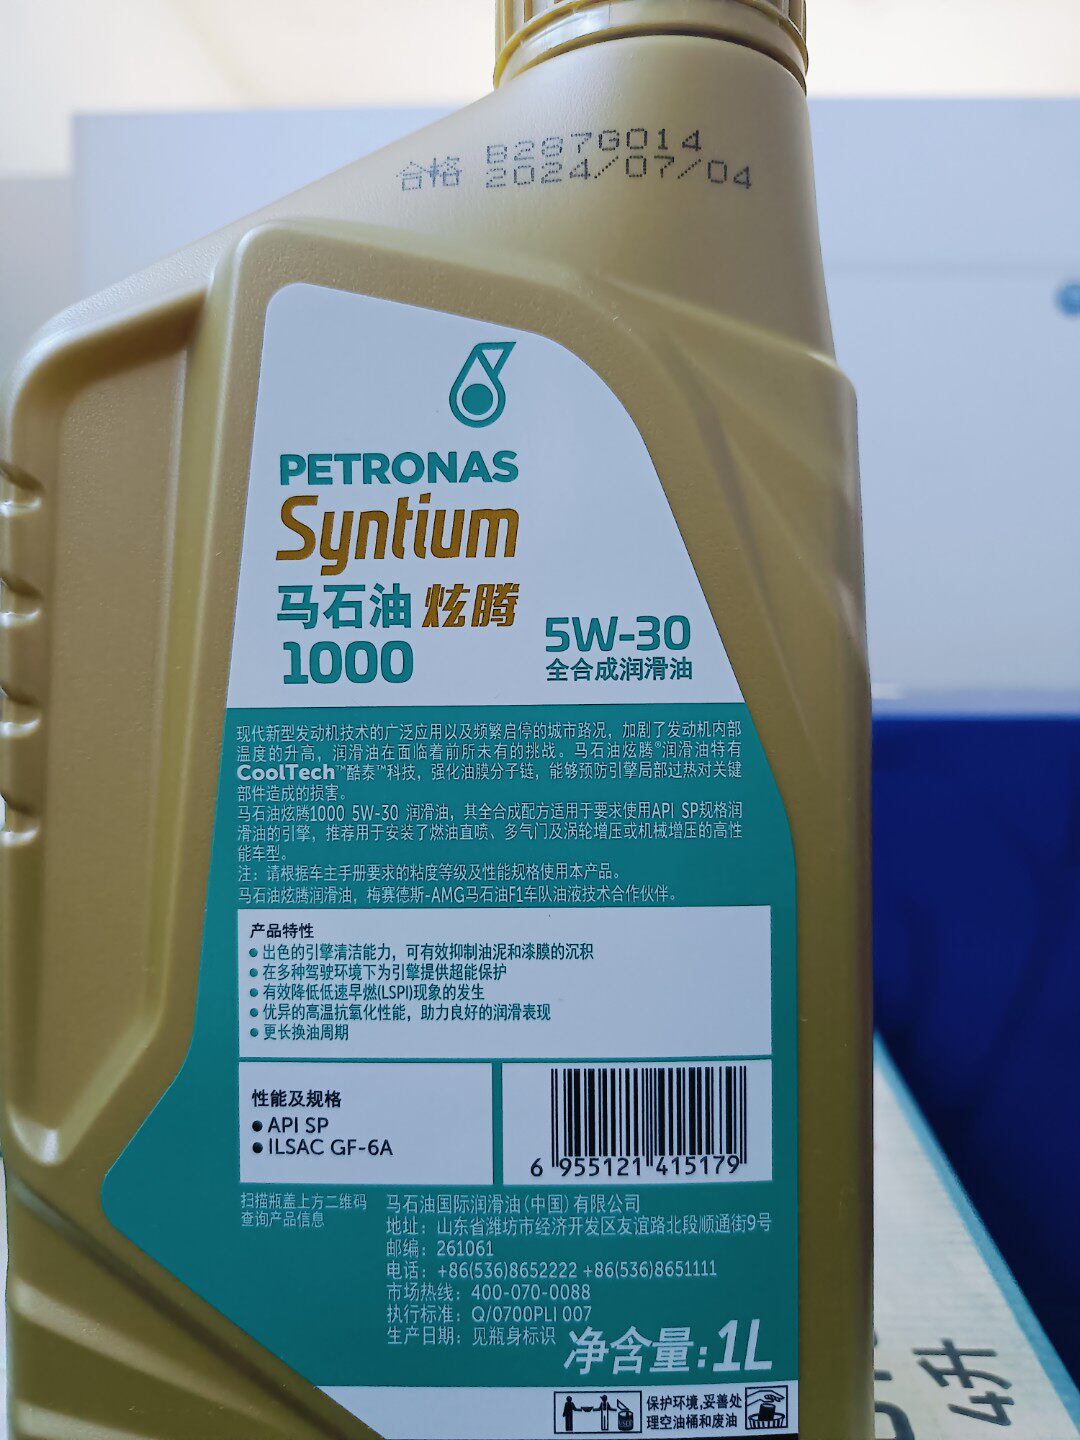 合格 B287G014
2024/07/04
PETRONAS
Syntium
马石油 炫腾
1000
5W-30
全合成润滑油
现代新型发动机技术的广泛应用以及频繁启停的城市路况，加剧了发动机内部
温度的升高，润滑油在面临着前所未有的挑战。马石油炫腾®润滑油特有
CoolTech™酷泰™科技，强化油膜分子链，能够预防引擎局部过热对关键
部件造成的损害。
马石油炫腾1000 5W-30 润滑油，其全合成配方适用于要求使用API SP规格润
滑油的引擎，推荐用于安装了燃油直喷、多气门及涡轮增压或机械增压的高性
能车型。
注：请根据车主手册要求的粘度等级及性能规格使用本产品。
马石油炫腾润滑油，梅赛德斯-AMG马石油F1车队油液技术合作伙伴。
产品特性
● 出色的引擎清洁能力，可有效抑制油泥和漆膜的沉积
● 在多种驾驶环境下为引擎提供超能保护
● 有效降低低速早燃(LSPI)现象的发生
● 优异的高温抗氧化性能，助力良好的润滑表现
● 更长换油周期
性能及规格
● API SP
● ILSAC GF-6A
6 955121 415179
扫描瓶盖上方二维码
查询产品信息
马石油国际润滑油(中国)有限公司
地址：山东省潍坊市经济开发区友谊路北段顺通街9号
邮编：261061
电话：+86(536)8652222 +86(536)8651111
市场热线：400-070-0088
执行标准：Q/0700PLI 007
生产日期：见瓶身标识
净含量:1L
保护环境,妥善处
理空油桶和废油
4升